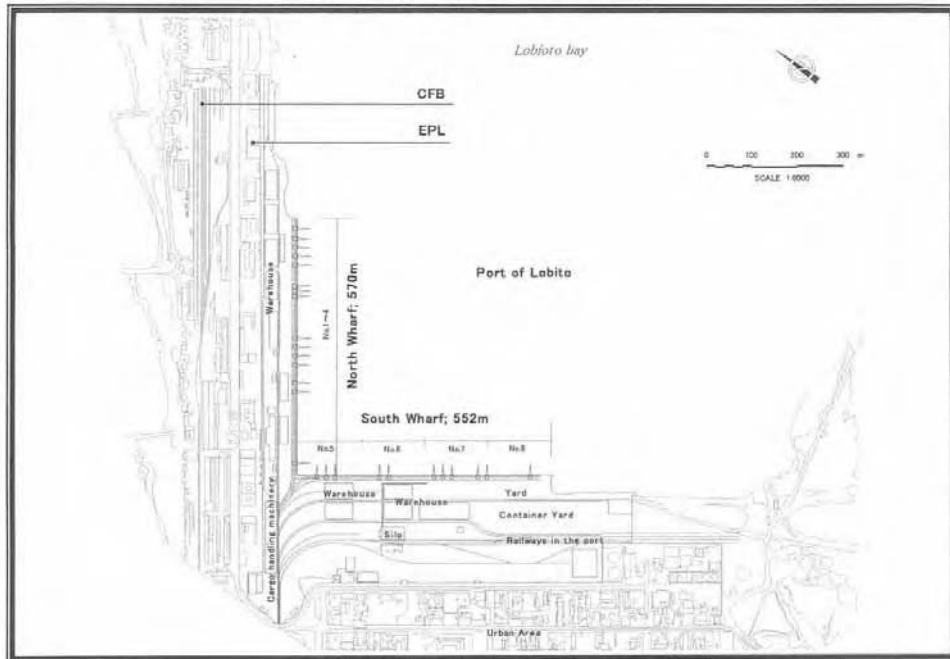 Lobioto bay
CFB
EPL
0 100 200 300 m
SCALE 1:6000
Port of Lobito
Warehouse
No.1~4
North Wharf; 570m
South Wharf; 552m
No.5 No.6 No.7 No.8
Warehouse
Warehouse
Yard
Container Yard
Silo
Railways in the port
Cargo handling machinery
Urban Area